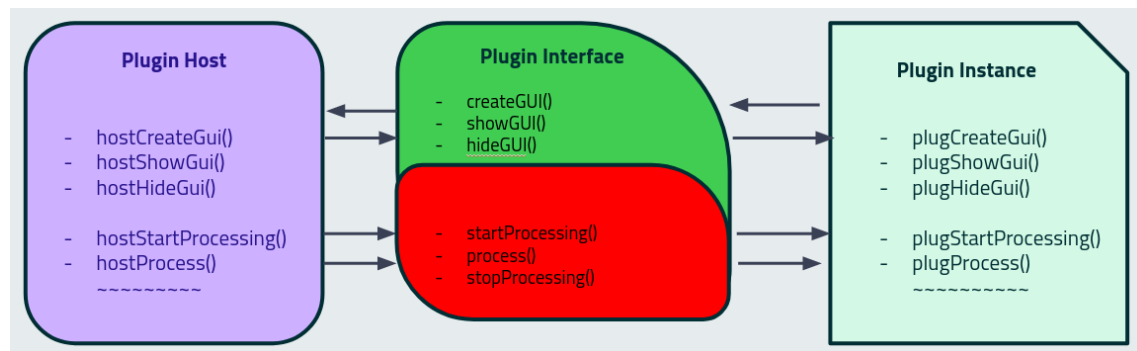 Plugin Host
- hostCreateGui()
- hostShowGui()
- hostHideGui()
- hostStartProcessing()
- hostProcess()
~~~~~~~~~
Plugin Interface
- createGUI()
- showGUI()
- hideGUI()
- startProcessing()
- process()
- stopProcessing()
Plugin Instance
- plugCreateGui()
- plugShowGui()
- plugHideGui()
- plugStartProcessing()
- plugProcess()
~~~~~~~~~~